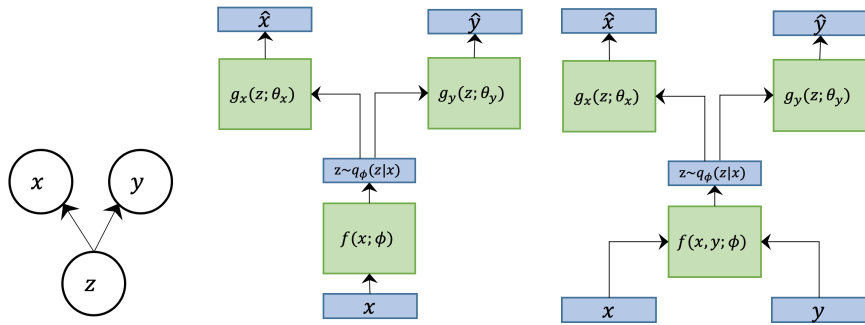 x̂ ŷ x̂ ŷ
g_x(z; θ_x) g_y(z; θ_y) g_x(z; θ_x) g_y(z; θ_y)
x y z~q_ϕ(z|x) z~q_ϕ(z|x)
f(x; ϕ) f(x, y; ϕ)
z x x y